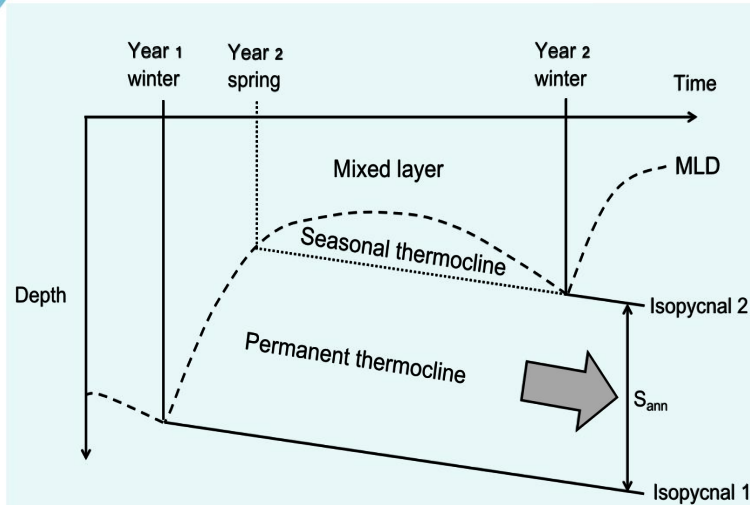 Year 1
winter
Year 2
spring
Year 2
winter
Time
Mixed layer
MLD
Seasonal thermocline
Depth
Isopycnal 2
Permanent thermocline
Sann
Isopycnal 1